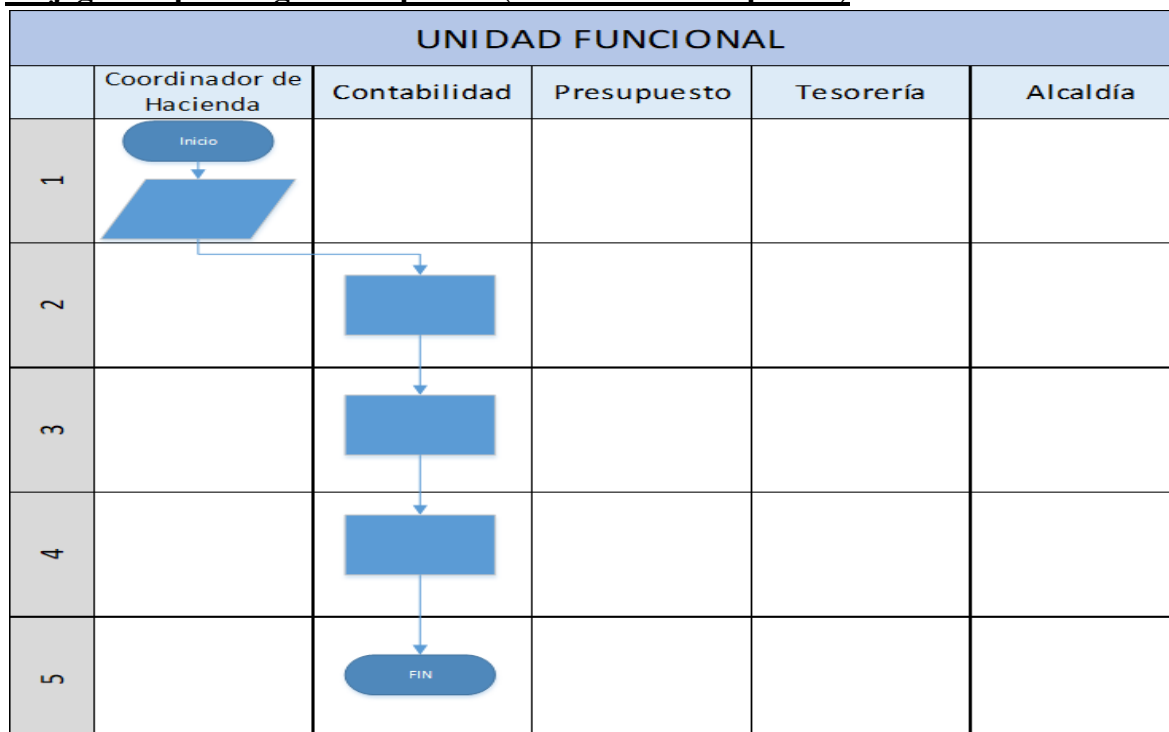 UNIDAD FUNCIONAL
Coordinador de
Hacienda
Contabilidad
Presupuesto
Tesorería
Alcaldía
1
Inicio
2
3
4
5
FIN